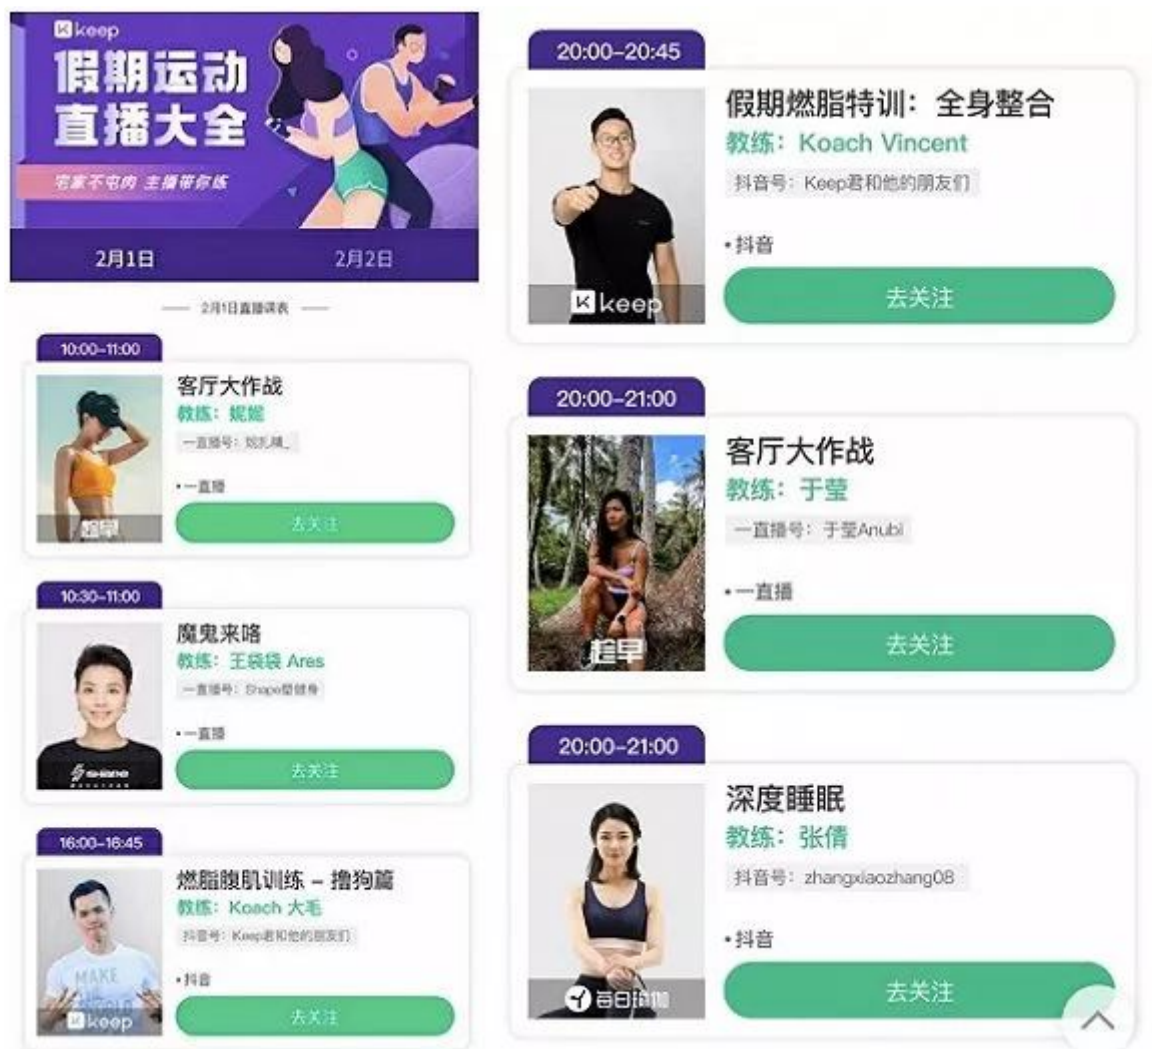 keep
假期运动
直播大全
宅家不屯肉 主播带你练
2月1日
2月2日
2月1日直播课表
10:00-11:00
客厅大作战
教练：妮妮
一直播号：
•一直播
去关注
趁早
10:30-11:00
魔鬼来咯
教练：王袋袋 Ares
一直播号：Shape塑健身
•一直播
去关注
SHAPE
16:00-16:45
燃脂腹肌训练 - 撸狗篇
教练：Koach 大毛
抖音号：Keep君和他的朋友们
•抖音
去关注
MAKE
keep
20:00-20:45
假期燃脂特训：全身整合
教练：Koach Vincent
抖音号：Keep君和他的朋友们
•抖音
去关注
keep
20:00-21:00
客厅大作战
教练：于莹
一直播号：于莹Anubi
•一直播
去关注
趁早
20:00-21:00
深度睡眠
教练：张倩
抖音号：zhangxiaozhang08
•抖音
去关注
每日瑜伽